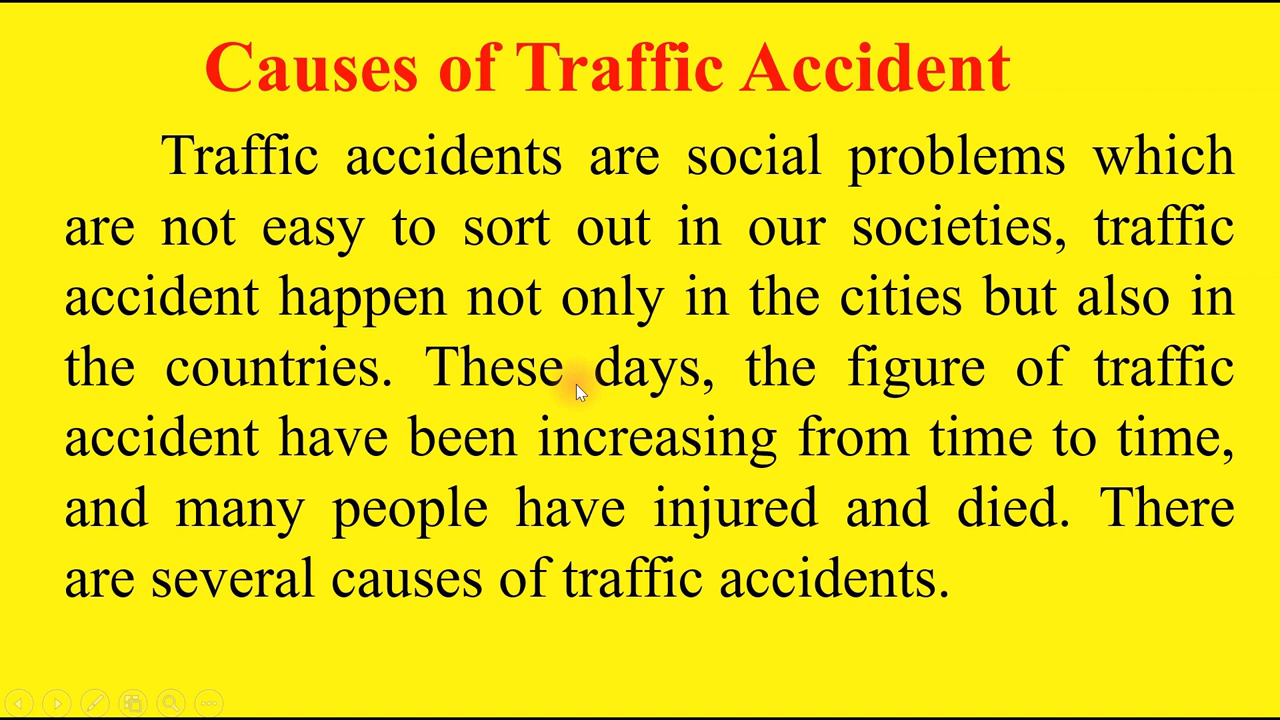 Causes of Traffic Accident
Traffic accidents are social problems which
are not easy to sort out in our societies, traffic
accident happen not only in the cities but also in
the countries. These days, the figure of traffic
accident have been increasing from time to time,
and many people have injured and died. There
are several causes of traffic accidents.